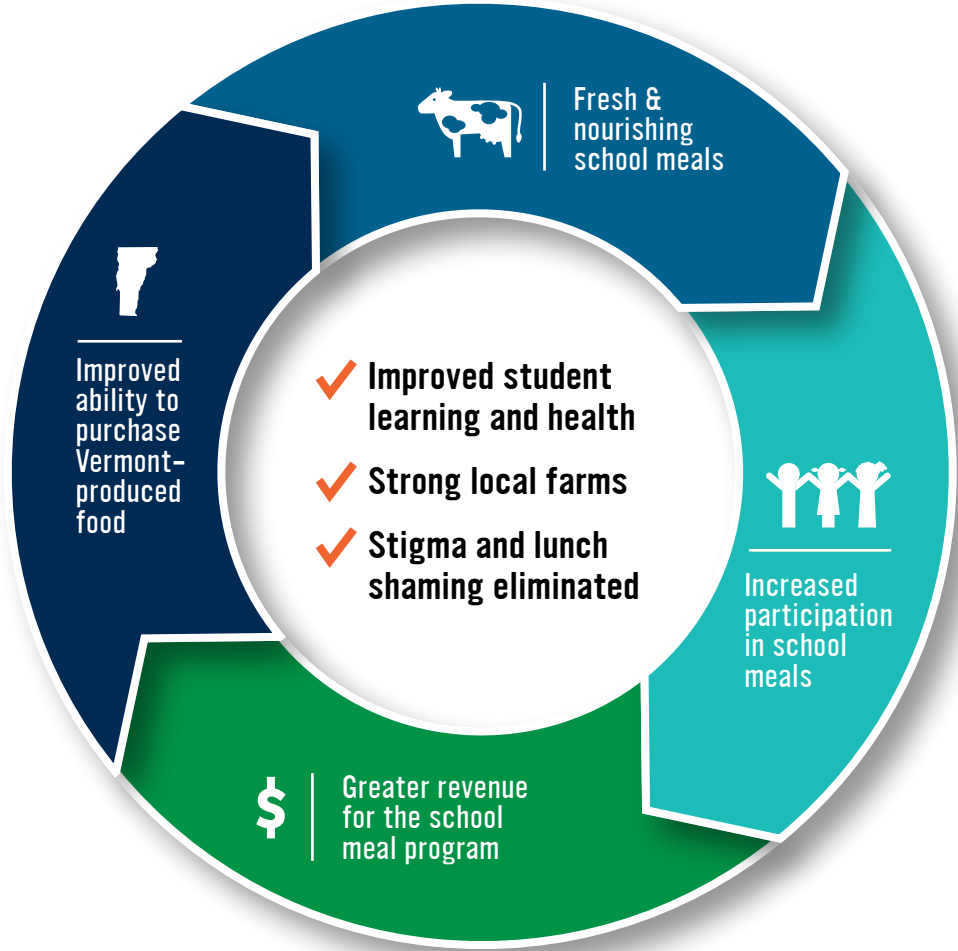 Fresh &
nourishing
school meals
Increased
participation
in school
meals
$
Greater revenue
for the school
meal program
Improved
ability to
purchase
Vermont-
produced
food
Improved student
learning and health
Strong local farms
Stigma and lunch
shaming eliminated